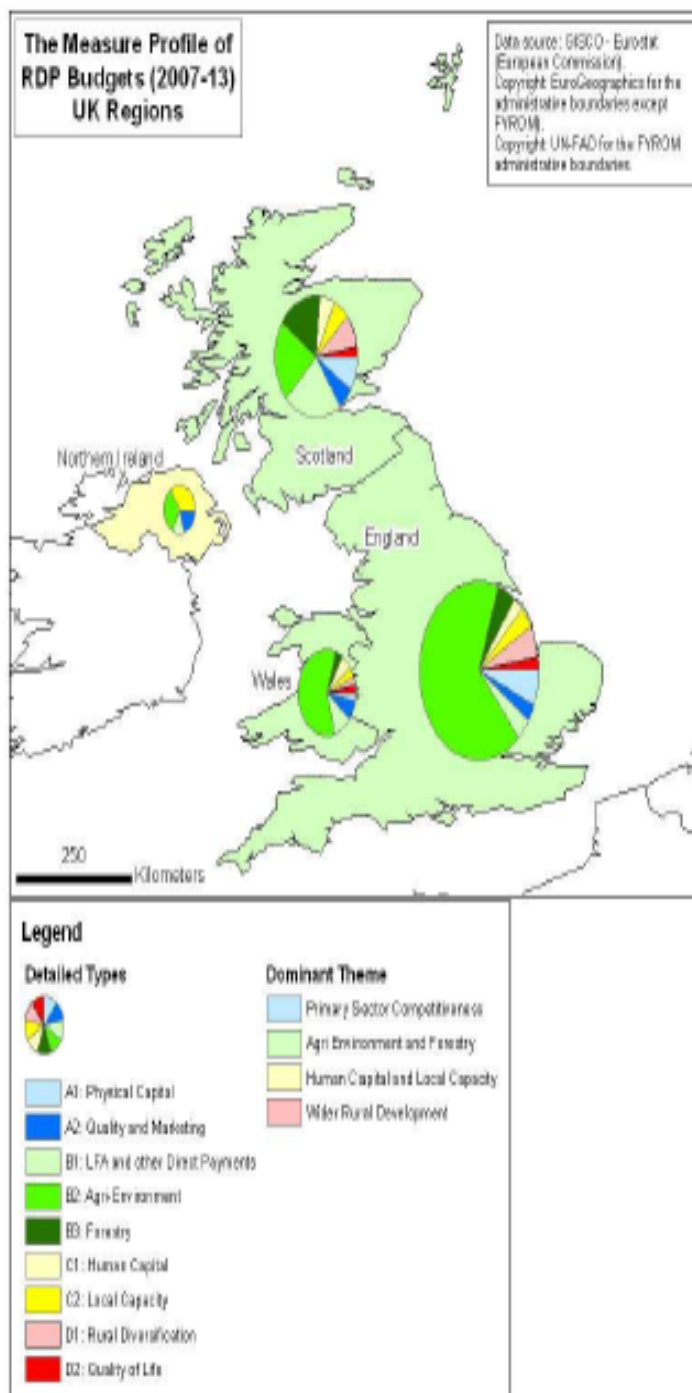 The Measure Profile of
RDP Budgets (2007-13)
UK Regions
Data source: GISCO - Eurostat
(European Commission).
Copyright: EuroGeographics for the
administrative boundaries except
FYROM).
Copyright: UN-FAO for the FYROM
administrative boundaries.
Northern Ireland
Scotland
England
Wales
250
Kilometers
Legend
Detailed Types
A1: Physical Capital
A2: Quality and Marketing
B1: LFA and other Direct Payments
B2: Agri-Environment
B3: Forestry
C1: Human Capital
C2: Local Capacity
D1: Rural Diversification
D2: Quality of Life
Dominant Theme
Primary Sector Competitiveness
Agri Environment and Forestry
Human Capital and Local Capacity
Wider Rural Development